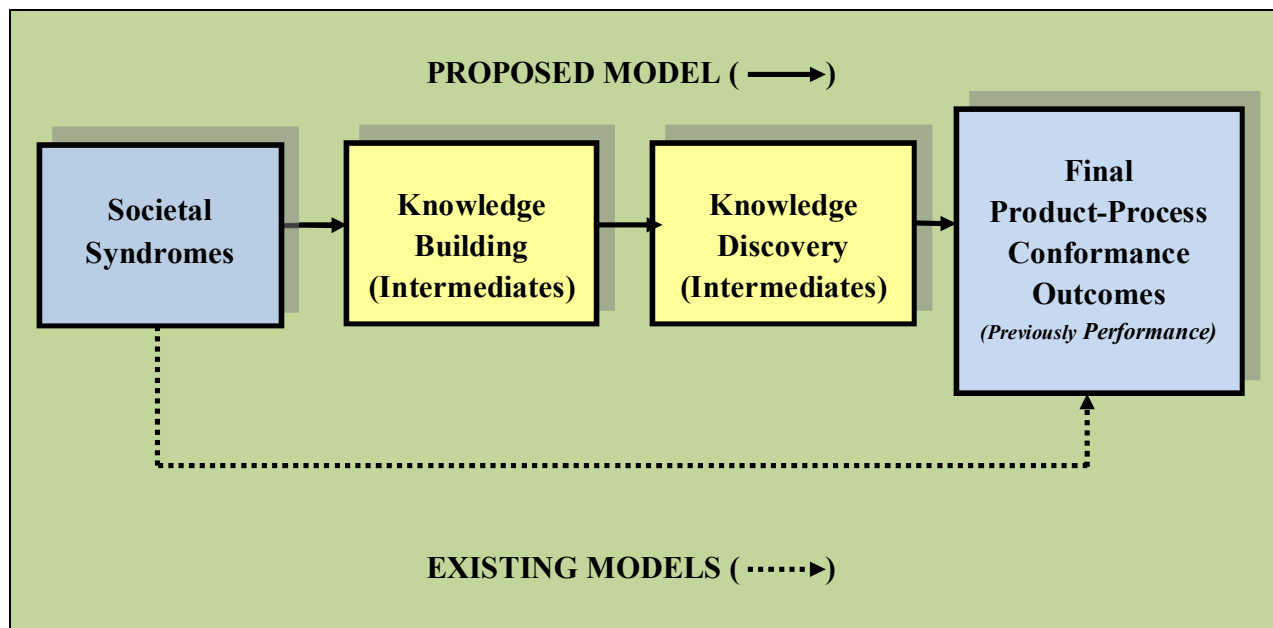 PROPOSED MODEL ( )
Societal
Syndromes
Knowledge
Building
(Intermediates)
Knowledge
Discovery
(Intermediates)
Final
Product-Process
Conformance
Outcomes
(Previously Performance)
EXISTING MODELS ( )